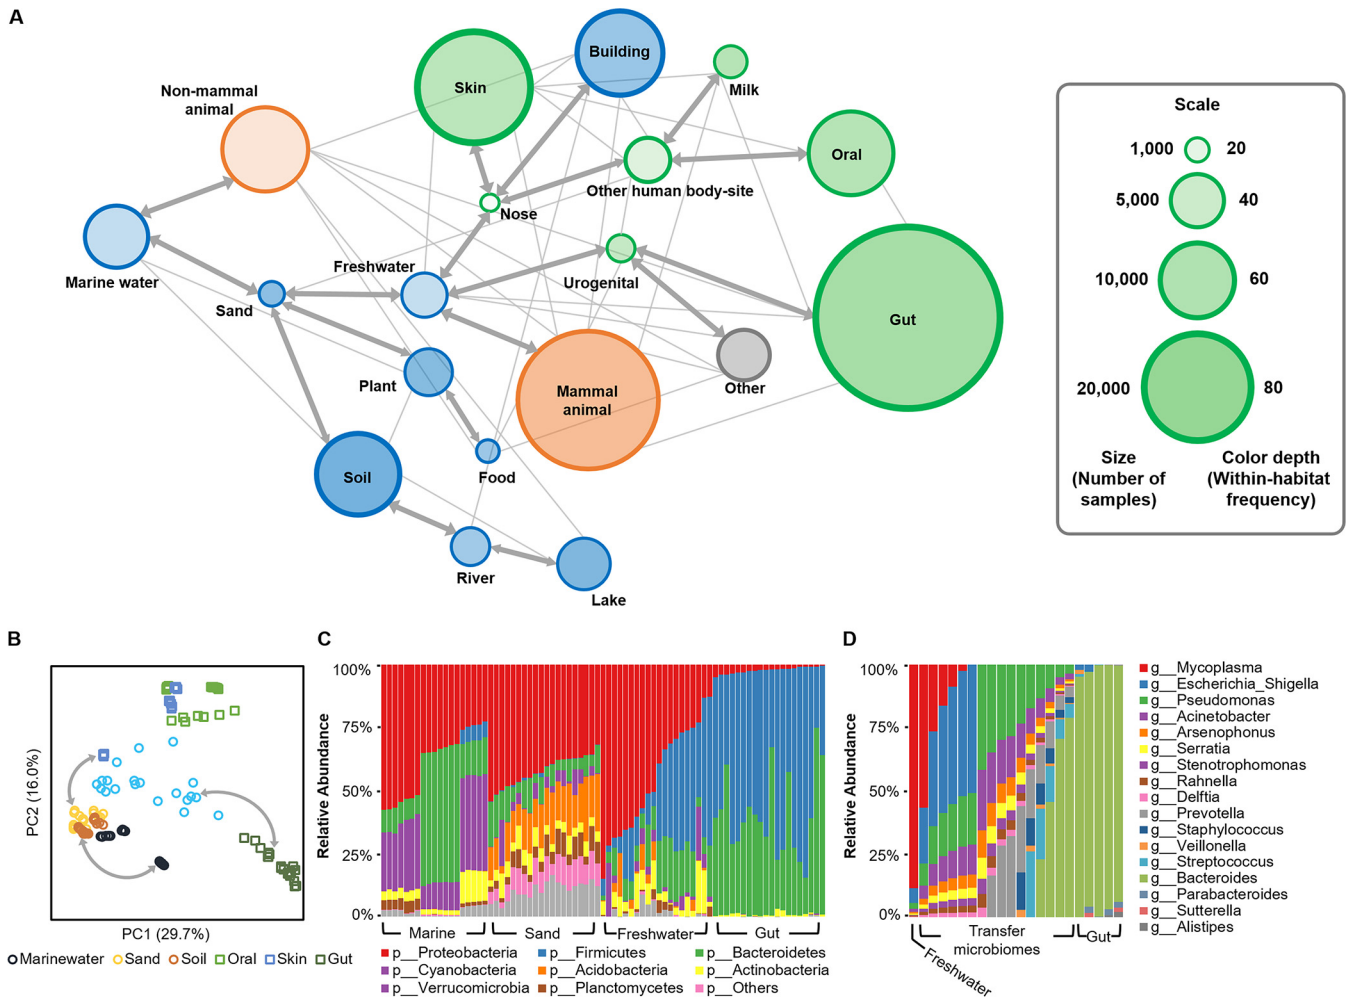 A
Non-mammal
animal
Skin
Building
Milk
Oral
Other human body-site
Nose
Marine water
Sand
Freshwater
Urogenital
Gut
Plant
Mammal
animal
Other
Soil
Food
River
Lake
Scale
1,000 20
5,000 40
10,000 60
20,000 80
Size
(Number of
samples)
Color depth
(Within-habitat
frequency)
B
PC2 (16.0%)
PC1 (29.7%)
Marinewater Sand Soil Oral Skin Gut
C
Relative Abundance
100%
75%
50%
25%
0%
Marine Sand Freshwater Gut
p__Proteobacteria p__Firmicutes p__Bacteroidetes
p__Cyanobacteria p__Acidobacteria p__Actinobacteria
p__Verrucomicrobia p__Planctomycetes p__Others
D
Relative Abundance
100%
75%
50%
25%
0%
Freshwater
Transfer
microbiomes
Gut
g__Mycoplasma
g__Escherichia_Shigella
g__Pseudomonas
g__Acinetobacter
g__Arsenophonus
g__Serratia
g__Stenotrophomonas
g__Rahnella
g__Delftia
g__Prevotella
g__Staphylococcus
g__Veillonella
g__Streptococcus
g__Bacteroides
g__Parabacteroides
g__Sutterella
g__Alistipes